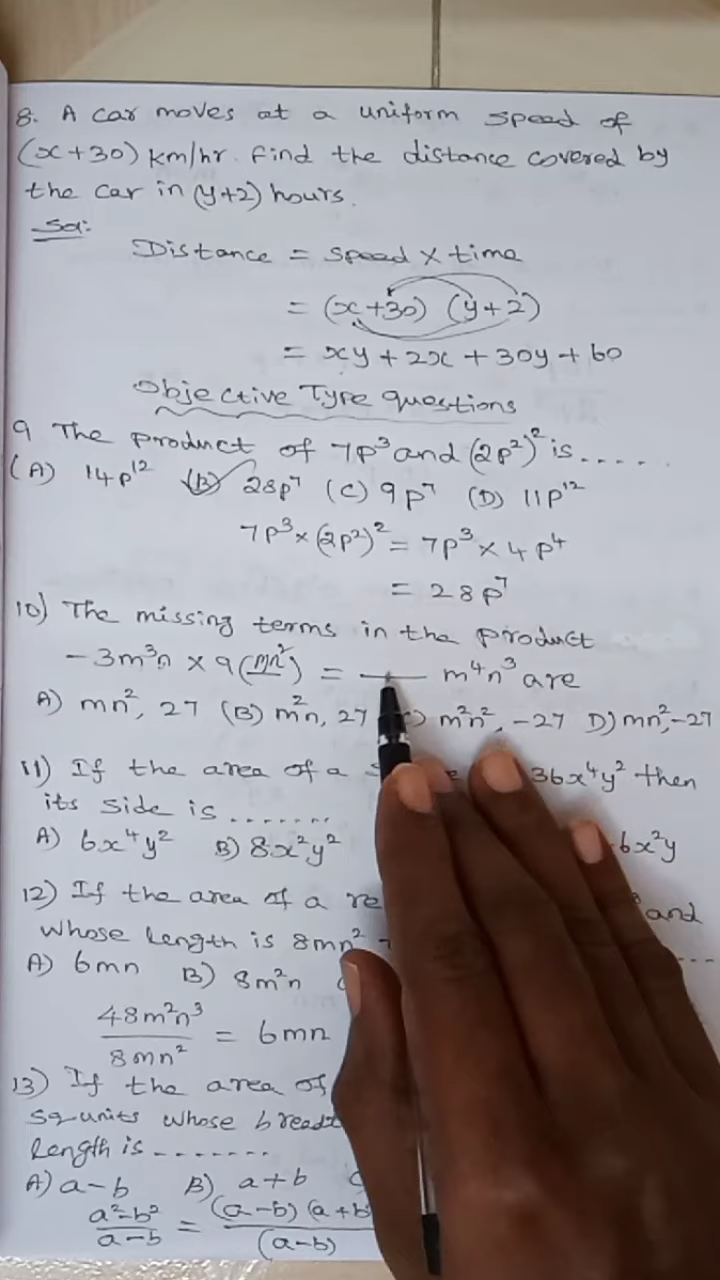 8. A car moves at a uniform speed of
(x+30) km/hr. Find the distance covered by
the car in (y+2) hours.
Sol:
Distance = speed × time
= (x+30) (y+2)
= xy + 2x + 30y + 60
Objective Type questions
9 The product of 7p³ and (2p²)² is.....
(A) 14p¹² (B) 28p⁷ (C) 9p⁷ (D) 11p¹²
7p³ × (2p²)² = 7p³ × 4p⁴
= 28p⁷
10) The missing terms in the product
-3m³n × 9(mn²) = ___ m⁴n³ are
A) mn², 27 (B) m²n, 27 ) m²n², -27 D) mn², -27
11) If the area of a 36x⁴y² then
its side is .......
A) 6x⁴y² B) 8x²y² 6x²y
12) If the area of a re and
whose length is 8mn²
A) 6mn B) 8m²n
48m²n³ / 8mn² = 6mn
13) If the area of
sq units whose breadt
length is .......
A) a-b B) a+b
a²-b² / a-b = (a-b) (a+b / (a-b)